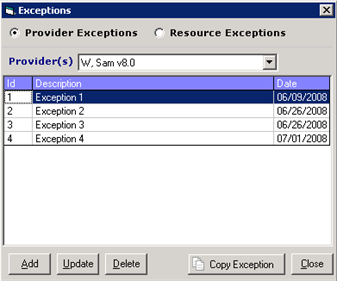 Exceptions
Provider Exceptions Resource Exceptions
Provider(s) W, Sam v8.0
Id Description Date
1 Exception 1 06/09/2008
2 Exception 2 06/26/2008
3 Exception 3 06/26/2008
4 Exception 4 07/01/2008
Add Update Delete Copy Exception Close